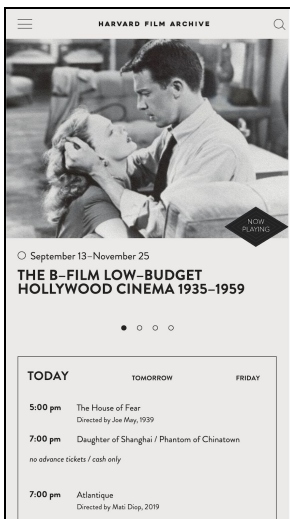 HARVARD FILM ARCHIVE
NOW
PLAYING
September 13–November 25
THE B–FILM LOW–BUDGET
HOLLYWOOD CINEMA 1935–1959
TODAY
TOMORROW
FRIDAY
5:00 pm The House of Fear
Directed by Joe May, 1939
7:00 pm Daughter of Shanghai / Phantom of Chinatown
no advance tickets / cash only
7:00 pm Atlantique
Directed by Mati Diop, 2019